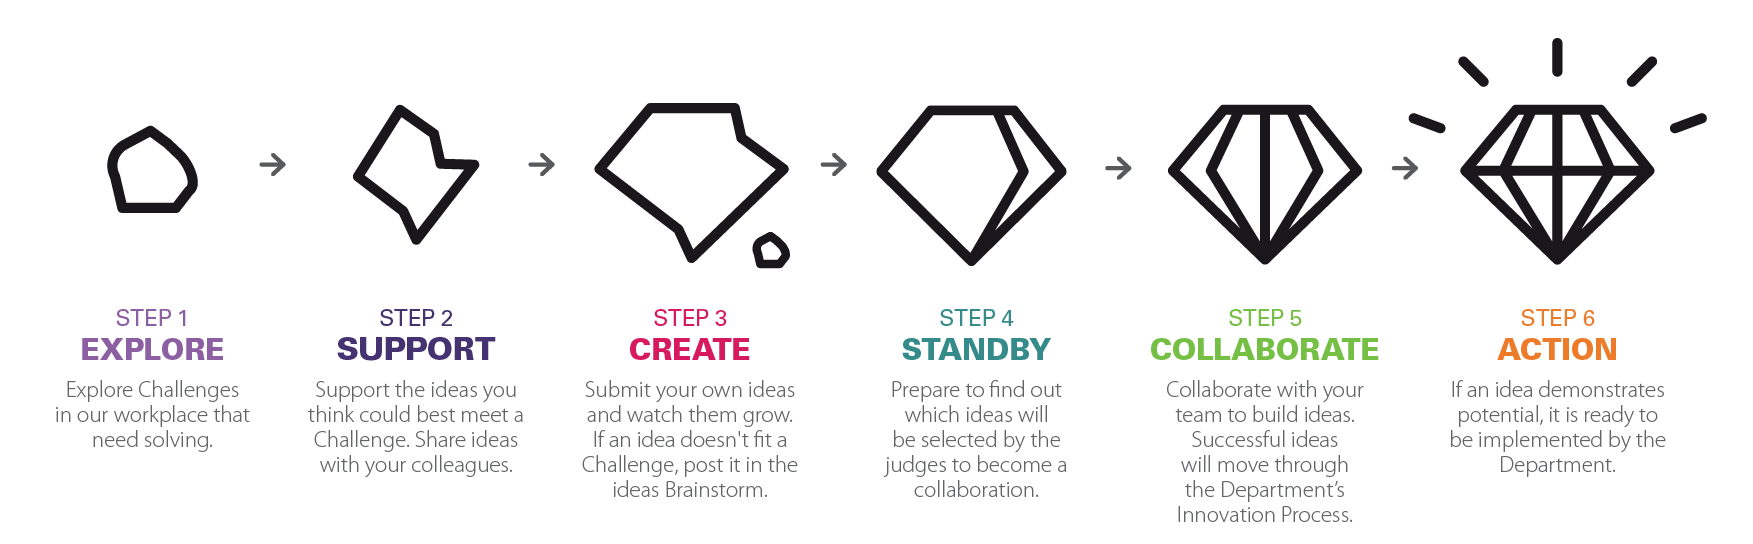 STEP 1
EXPLORE
Explore Challenges
in our workplace that
need solving.
STEP 2
SUPPORT
Support the ideas you
think could best meet a
Challenge. Share ideas
with your colleagues.
STEP 3
CREATE
Submit your own ideas
and watch them grow.
If an idea doesn't fit a
Challenge, post it in the
ideas Brainstorm.
STEP 4
STANDBY
Prepare to find out
which ideas will
be selected by the
judges to become a
collaboration.
STEP 5
COLLABORATE
Collaborate with your
team to build ideas.
Successful ideas
will move through
the Department’s
Innovation Process.
STEP 6
ACTION
If an idea demonstrates
potential, it is ready to
be implemented by the
Department.